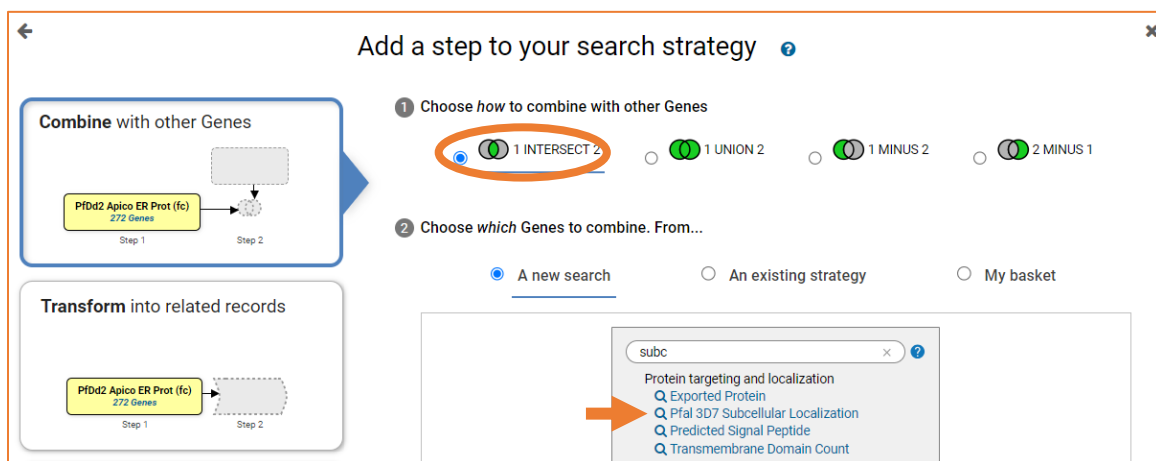 Add a step to your search strategy ?
Combine with other Genes
PfDd2 Apico ER Prot (fc)
272 Genes
Step 1
Step 2
Transform into related records
PfDd2 Apico ER Prot (fc)
272 Genes
Step 1
Step 2
1 Choose how to combine with other Genes
1 INTERSECT 2
1 UNION 2
1 MINUS 2
2 MINUS 1
2 Choose which Genes to combine. From...
A new search
An existing strategy
My basket
subc
Protein targeting and localization
Exported Protein
Pfal 3D7 Subcellular Localization
Predicted Signal Peptide
Transmembrane Domain Count